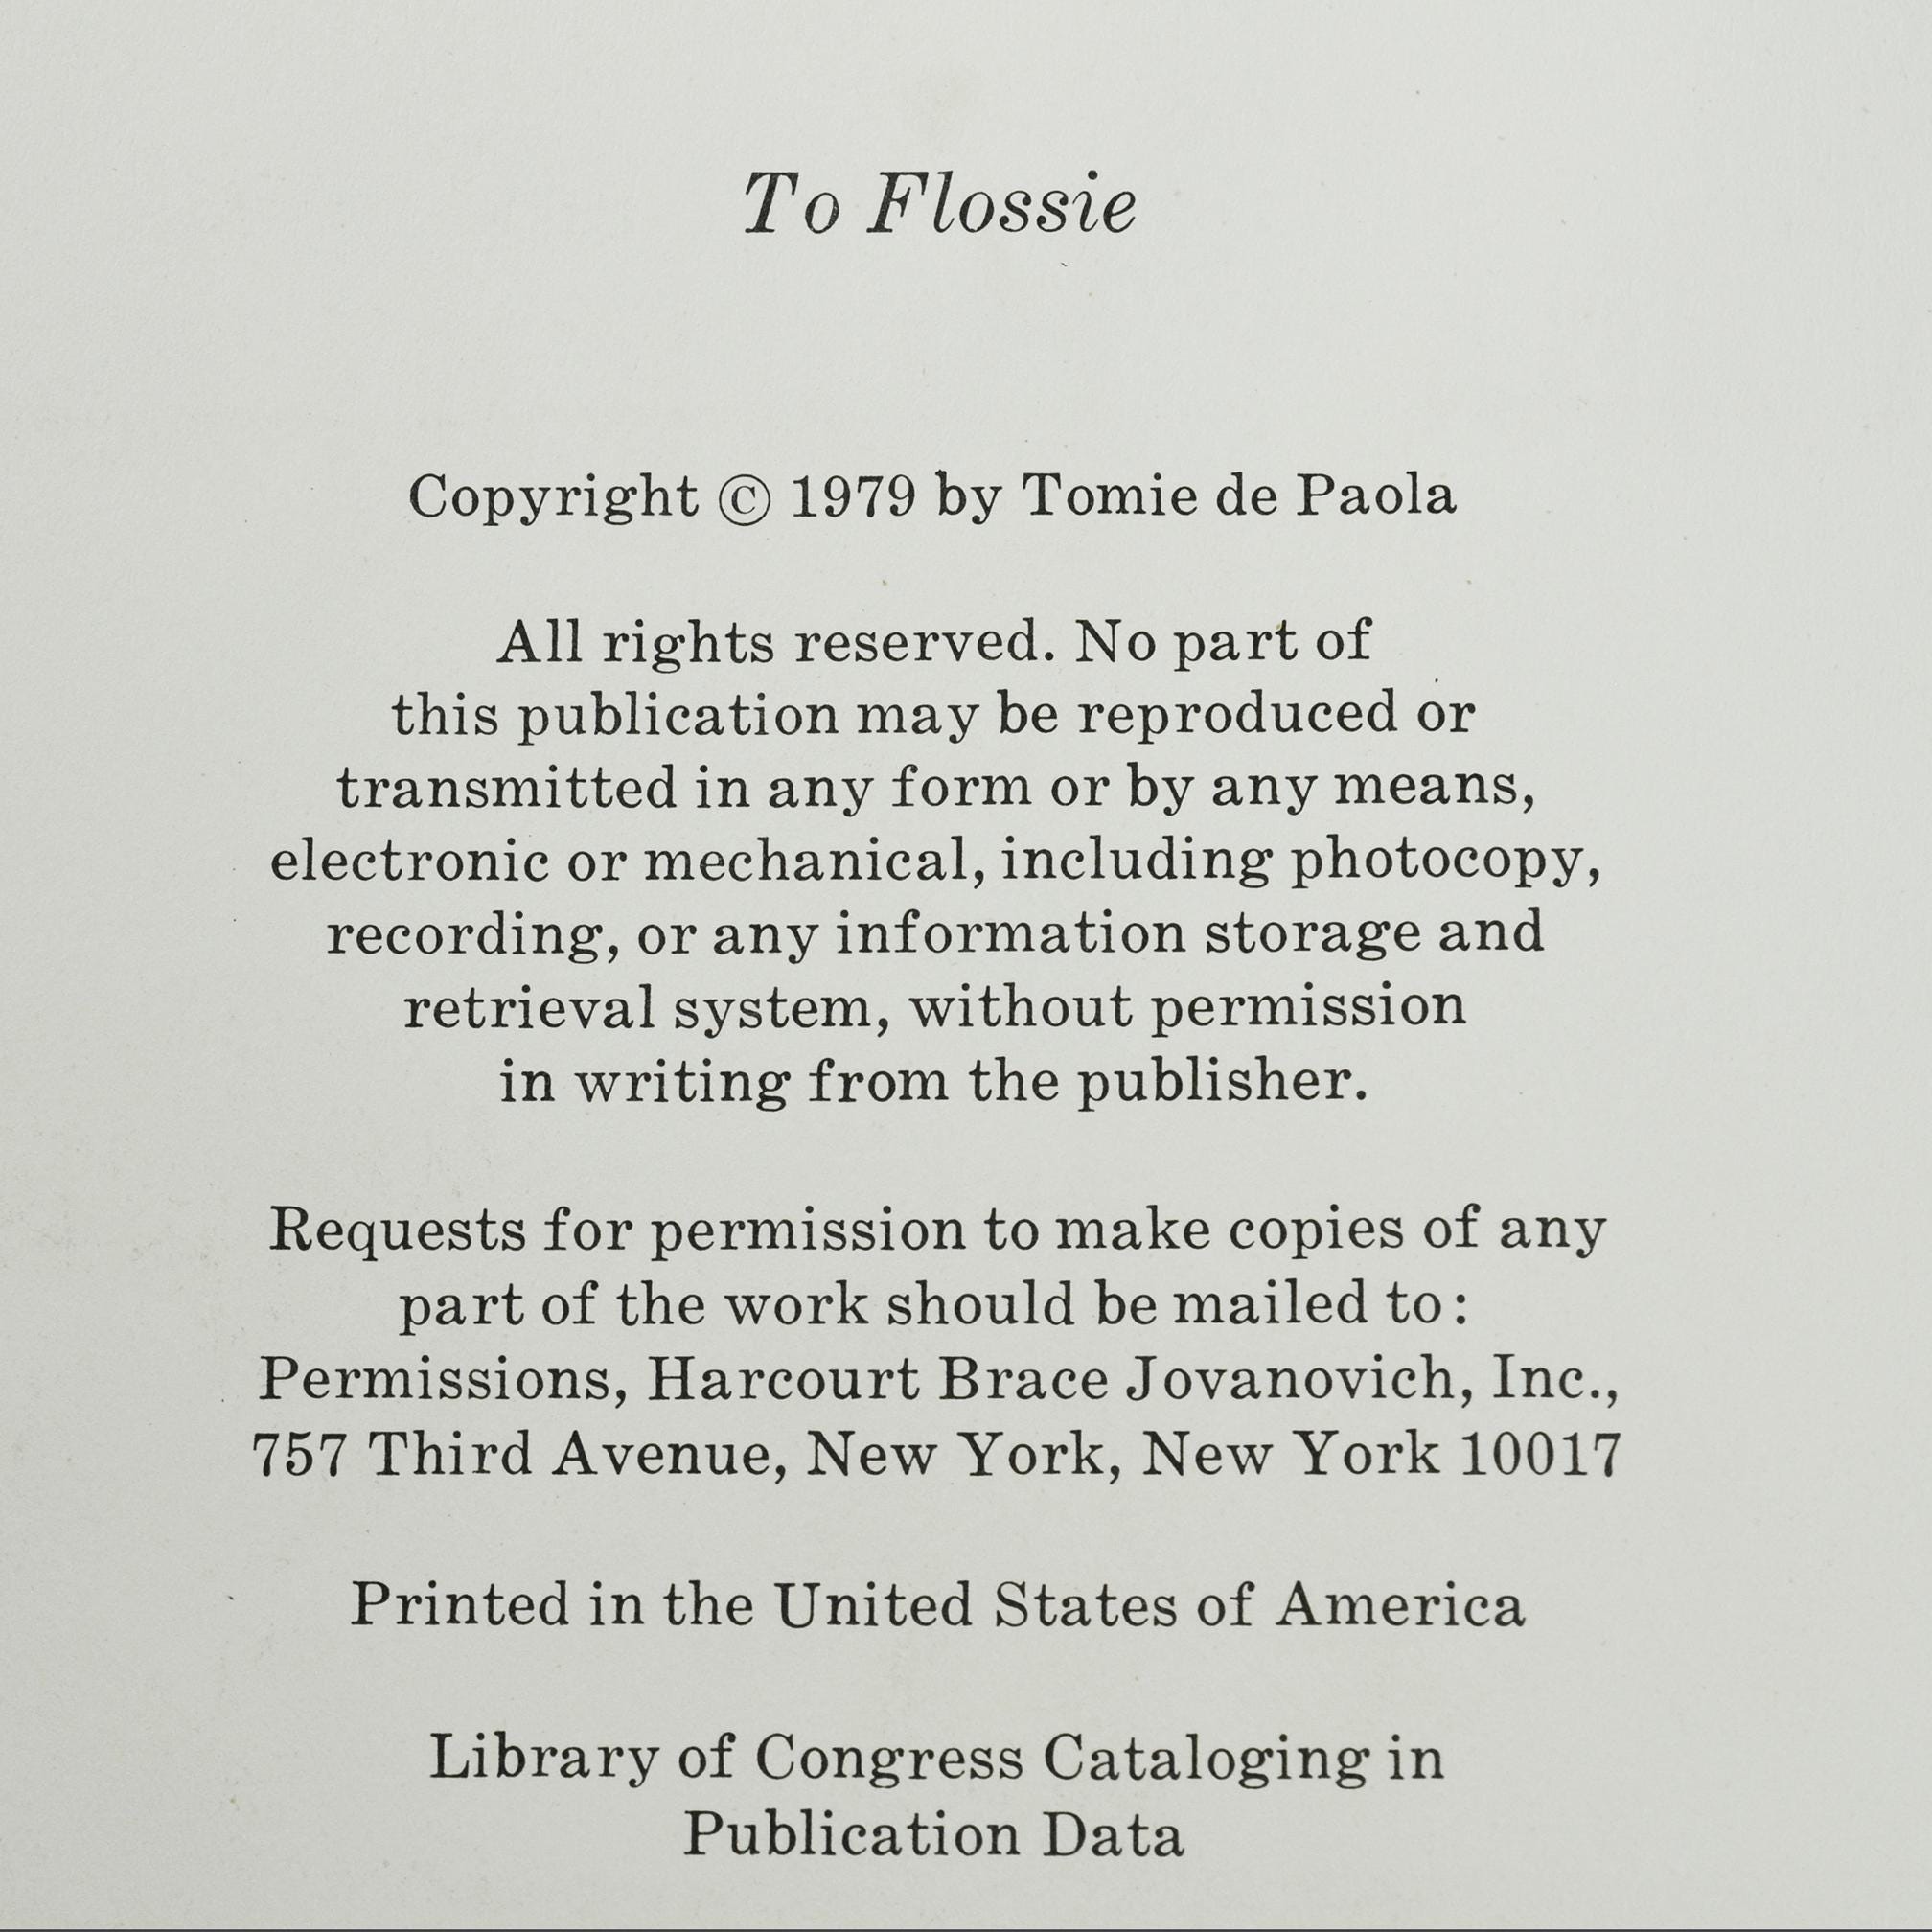 To Flossie
Copyright © 1979 by Tomie de Paola
All rights reserved. No part of
this publication may be reproduced or
transmitted in any form or by any means,
electronic or mechanical, including photocopy,
recording, or any information storage and
retrieval system, without permission
in writing from the publisher.
Requests for permission to make copies of any
part of the work should be mailed to:
Permissions, Harcourt Brace Jovanovich, Inc.,
757 Third Avenue, New York, New York 10017
Printed in the United States of America
Library of Congress Cataloging in
Publication Data